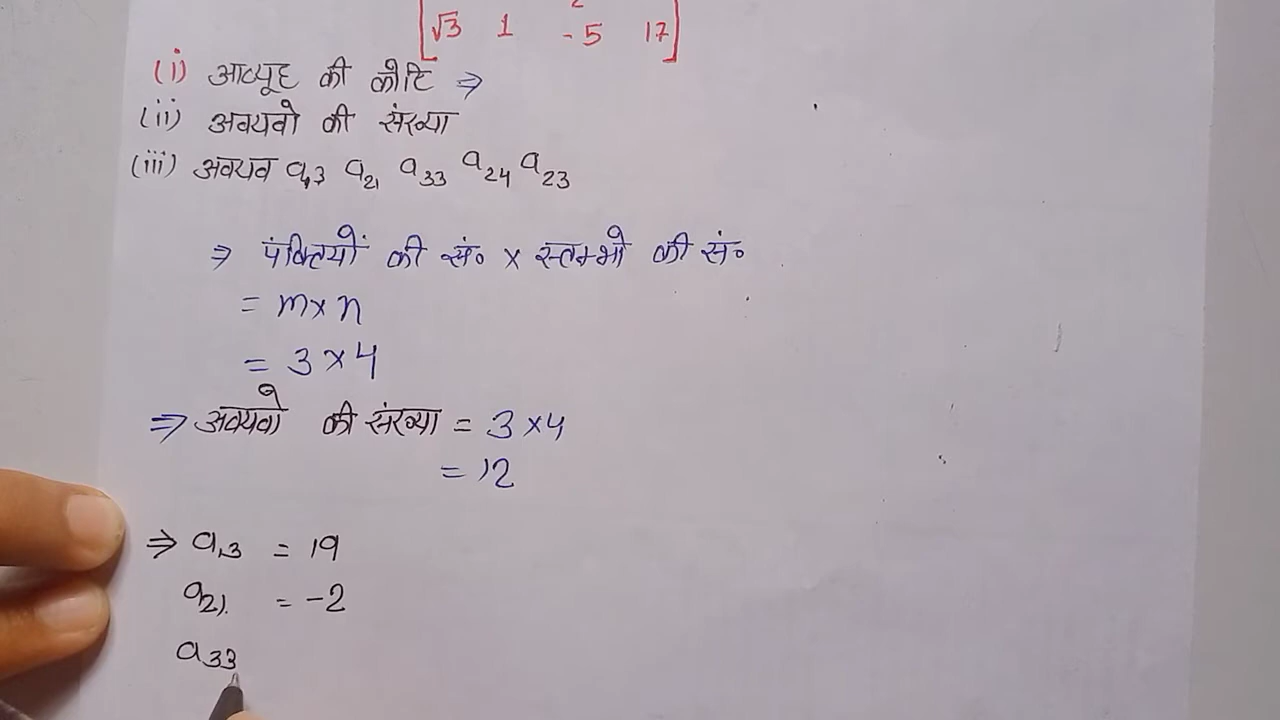 √3 1 -5 17
(i) आव्यूह की कोटि ⇒
(ii) अवयवो की संख्या
(iii) अवयव a13 a21 a33 a24 a23
⇒ पंक्तियों की सं० × स्तम्भो की सं०
= m×n
= 3×4
⇒ अवयवो की संख्या = 3×4
= 12
⇒ a13 = 19
a21. = -2
a33